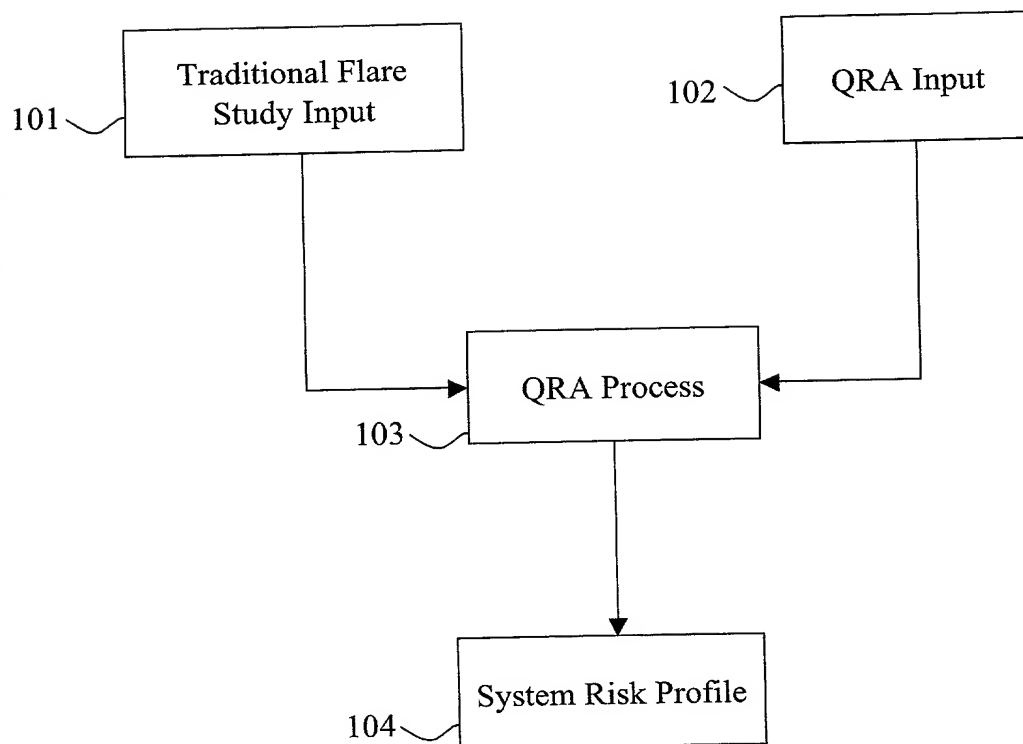 Traditional Flare
Study Input
101
QRA Input
102
QRA Process
103
System Risk Profile
104